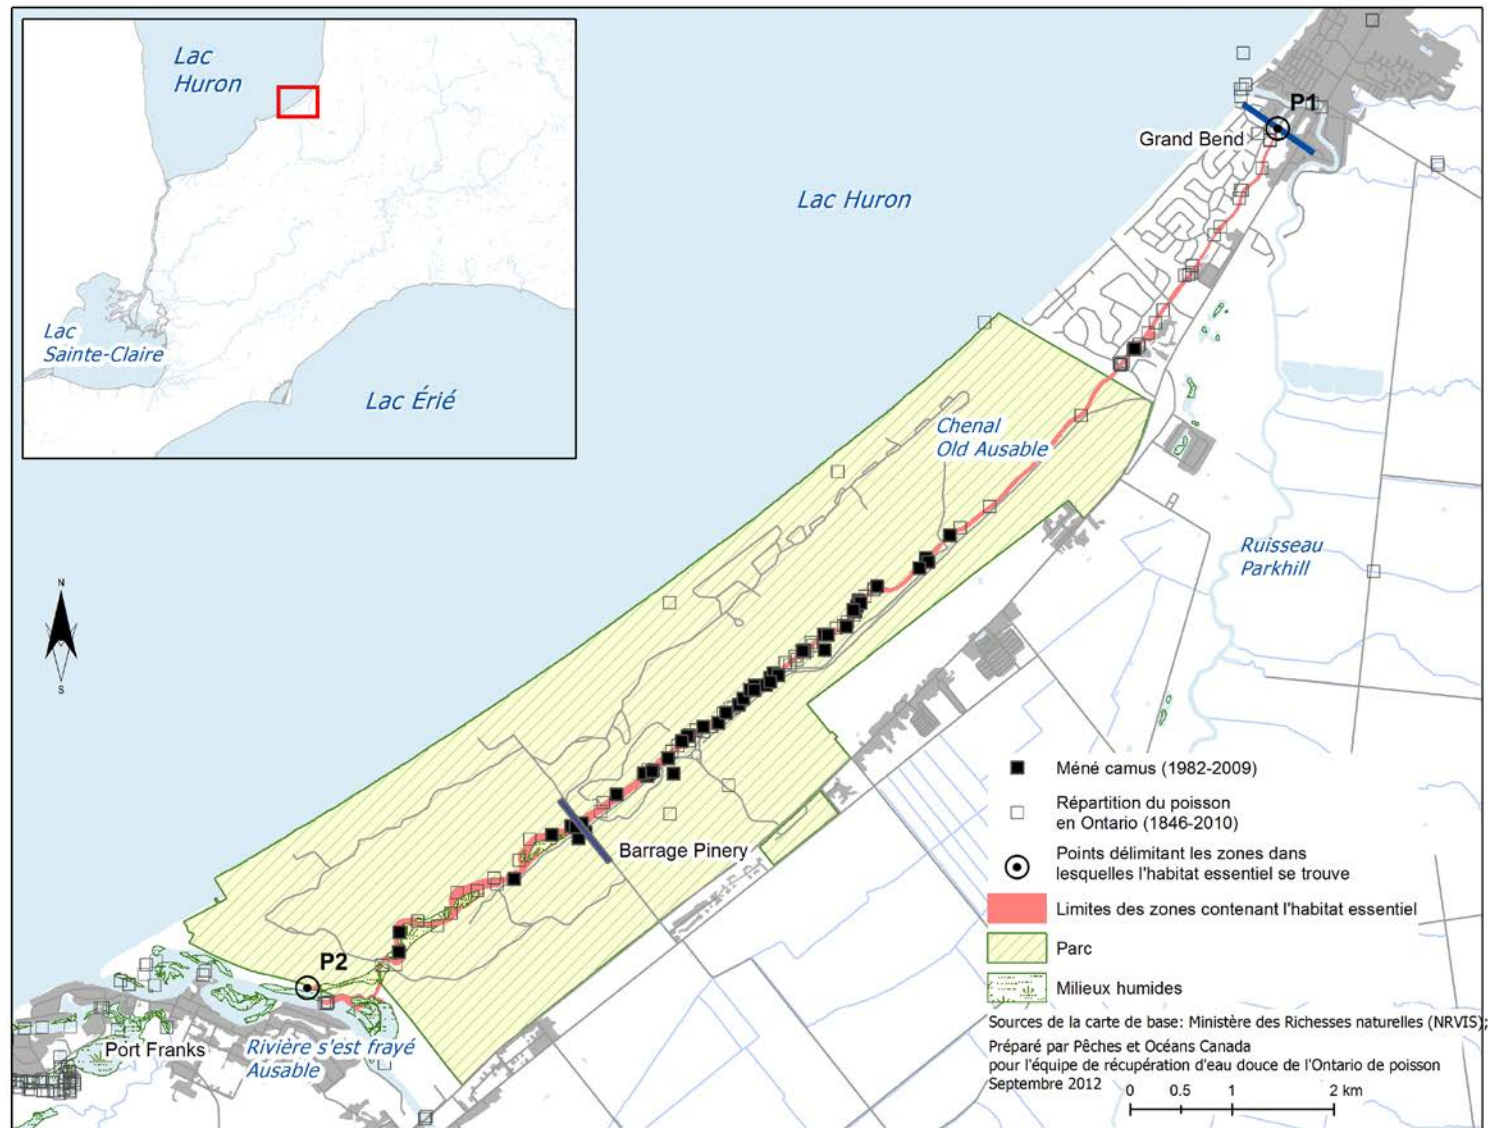 Lac
Huron
Lac
Sainte-Claire
Lac Érié
P1
Grand Bend
Lac Huron
Chenal
Old Ausable
Ruisseau
Parkhill
N
S
Barrage Pinery
P2
Port Franks
Rivière s'est frayé
Ausable
Méné camus (1982-2009)
Répartition du poisson
en Ontario (1846-2010)
Points délimitant les zones dans
lesquelles l'habitat essentiel se trouve
Limites des zones contenant l'habitat essentiel
Parc
Milieux humides
Sources de la carte de base: Ministère des Richesses naturelles (NRVIS);
Préparé par Pêches et Océans Canada
pour l'équipe de récupération d'eau douce de l'Ontario de poisson
Septembre 2012
0 0.5 1 2 km